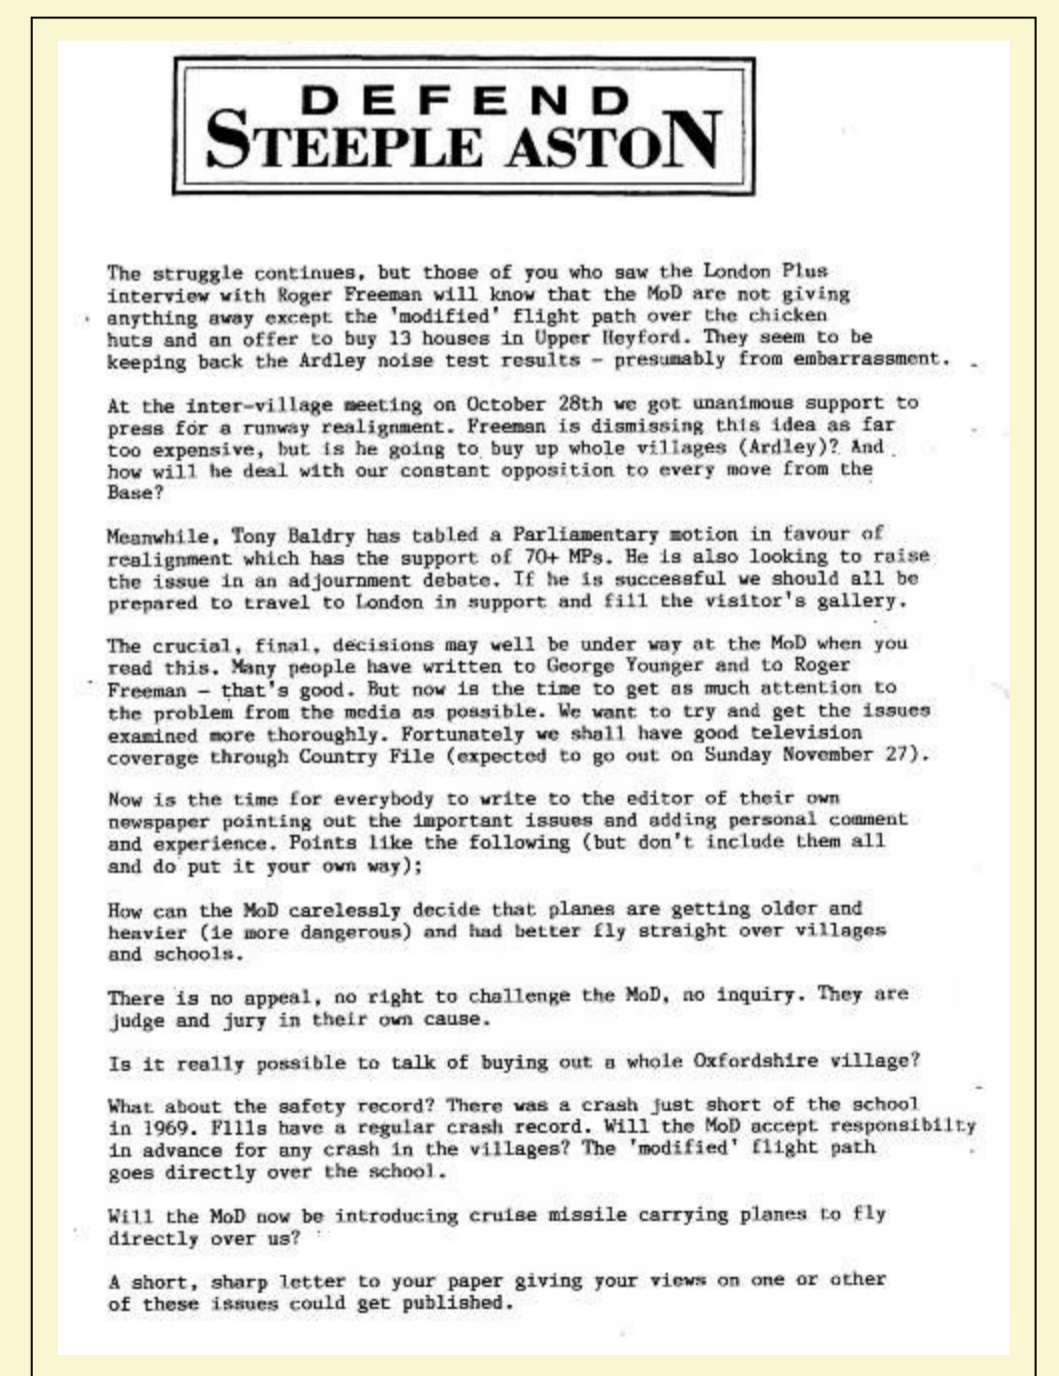 DEFEND
STEEPLE ASTON
The struggle continues, but those of you who saw the London Plus
interview with Roger Freeman will know that the MoD are not giving
anything away except the 'modified' flight path over the chicken
huts and an offer to buy 13 houses in Upper Heyford. They seem to be
keeping back the Ardley noise test results - presumably from embarrassment.
At the inter-village meeting on October 28th we got unanimous support to
press for a runway realignment. Freeman is dismissing this idea as far
too expensive, but is he going to buy up whole villages (Ardley)? And
how will he deal with our constant opposition to every move from the
Base?
Meanwhile, Tony Baldry has tabled a Parliamentary motion in favour of
realignment which has the support of 70+ MPs. He is also looking to raise
the issue in an adjournment debate. If he is successful we should all be
prepared to travel to London in support and fill the visitor's gallery.
The crucial, final, decisions may well be under way at the MoD when you
read this. Many people have written to George Younger and to Roger
Freeman - that's good. But now is the time to get as much attention to
the problem from the media as possible. We want to try and get the issues
examined more thoroughly. Fortunately we shall have good television
coverage through Country File (expected to go out on Sunday November 27).
Now is the time for everybody to write to the editor of their own
newspaper pointing out the important issues and adding personal comment
and experience. Points like the following (but don't include them all
and do put it your own way);
How can the MoD carelessly decide that planes are getting older and
heavier (ie more dangerous) and had better fly straight over villages
and schools.
There is no appeal, no right to challenge the MoD, no inquiry. They are
judge and jury in their own cause.
Is it really possible to talk of buying out a whole Oxfordshire village?
What about the safety record? There was a crash just short of the school
in 1969. F111s have a regular crash record. Will the MoD accept responsibilty
in advance for any crash in the villages? The 'modified' flight path
goes directly over the school.
Will the MoD now be introducing cruise missile carrying planes to fly
directly over us?
A short, sharp letter to your paper giving your views on one or other
of these issues could get published.